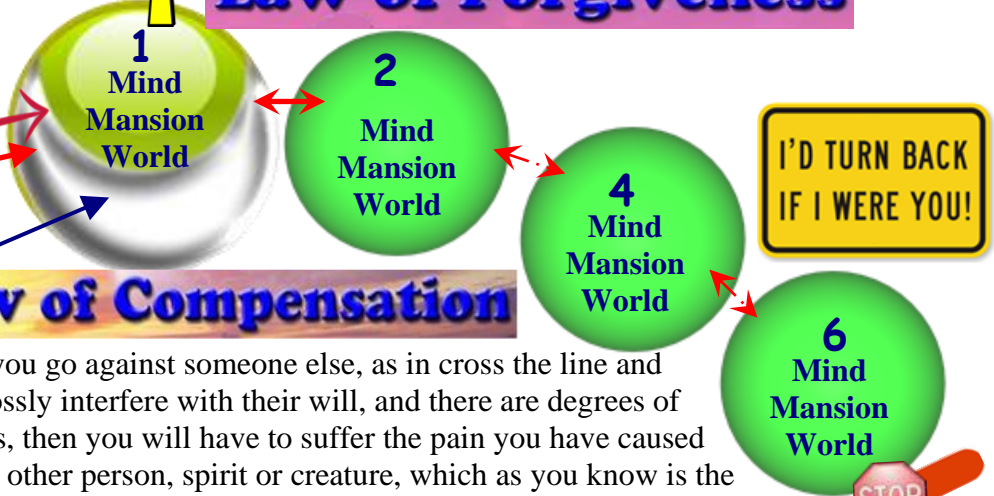 Law of Forgiveness
1
Mind
Mansion
World
2
Mind
Mansion
World
4
Mind
Mansion
World
I'D TURN BACK
IF I WERE YOU!
6
Mind
Mansion
World
of Compensation
you go against someone else, as in cross the line and
interfere with their will, and there are degrees of
then you will have to suffer the pain you have caused
other person, spirit or creature, which as you know is the
STOP